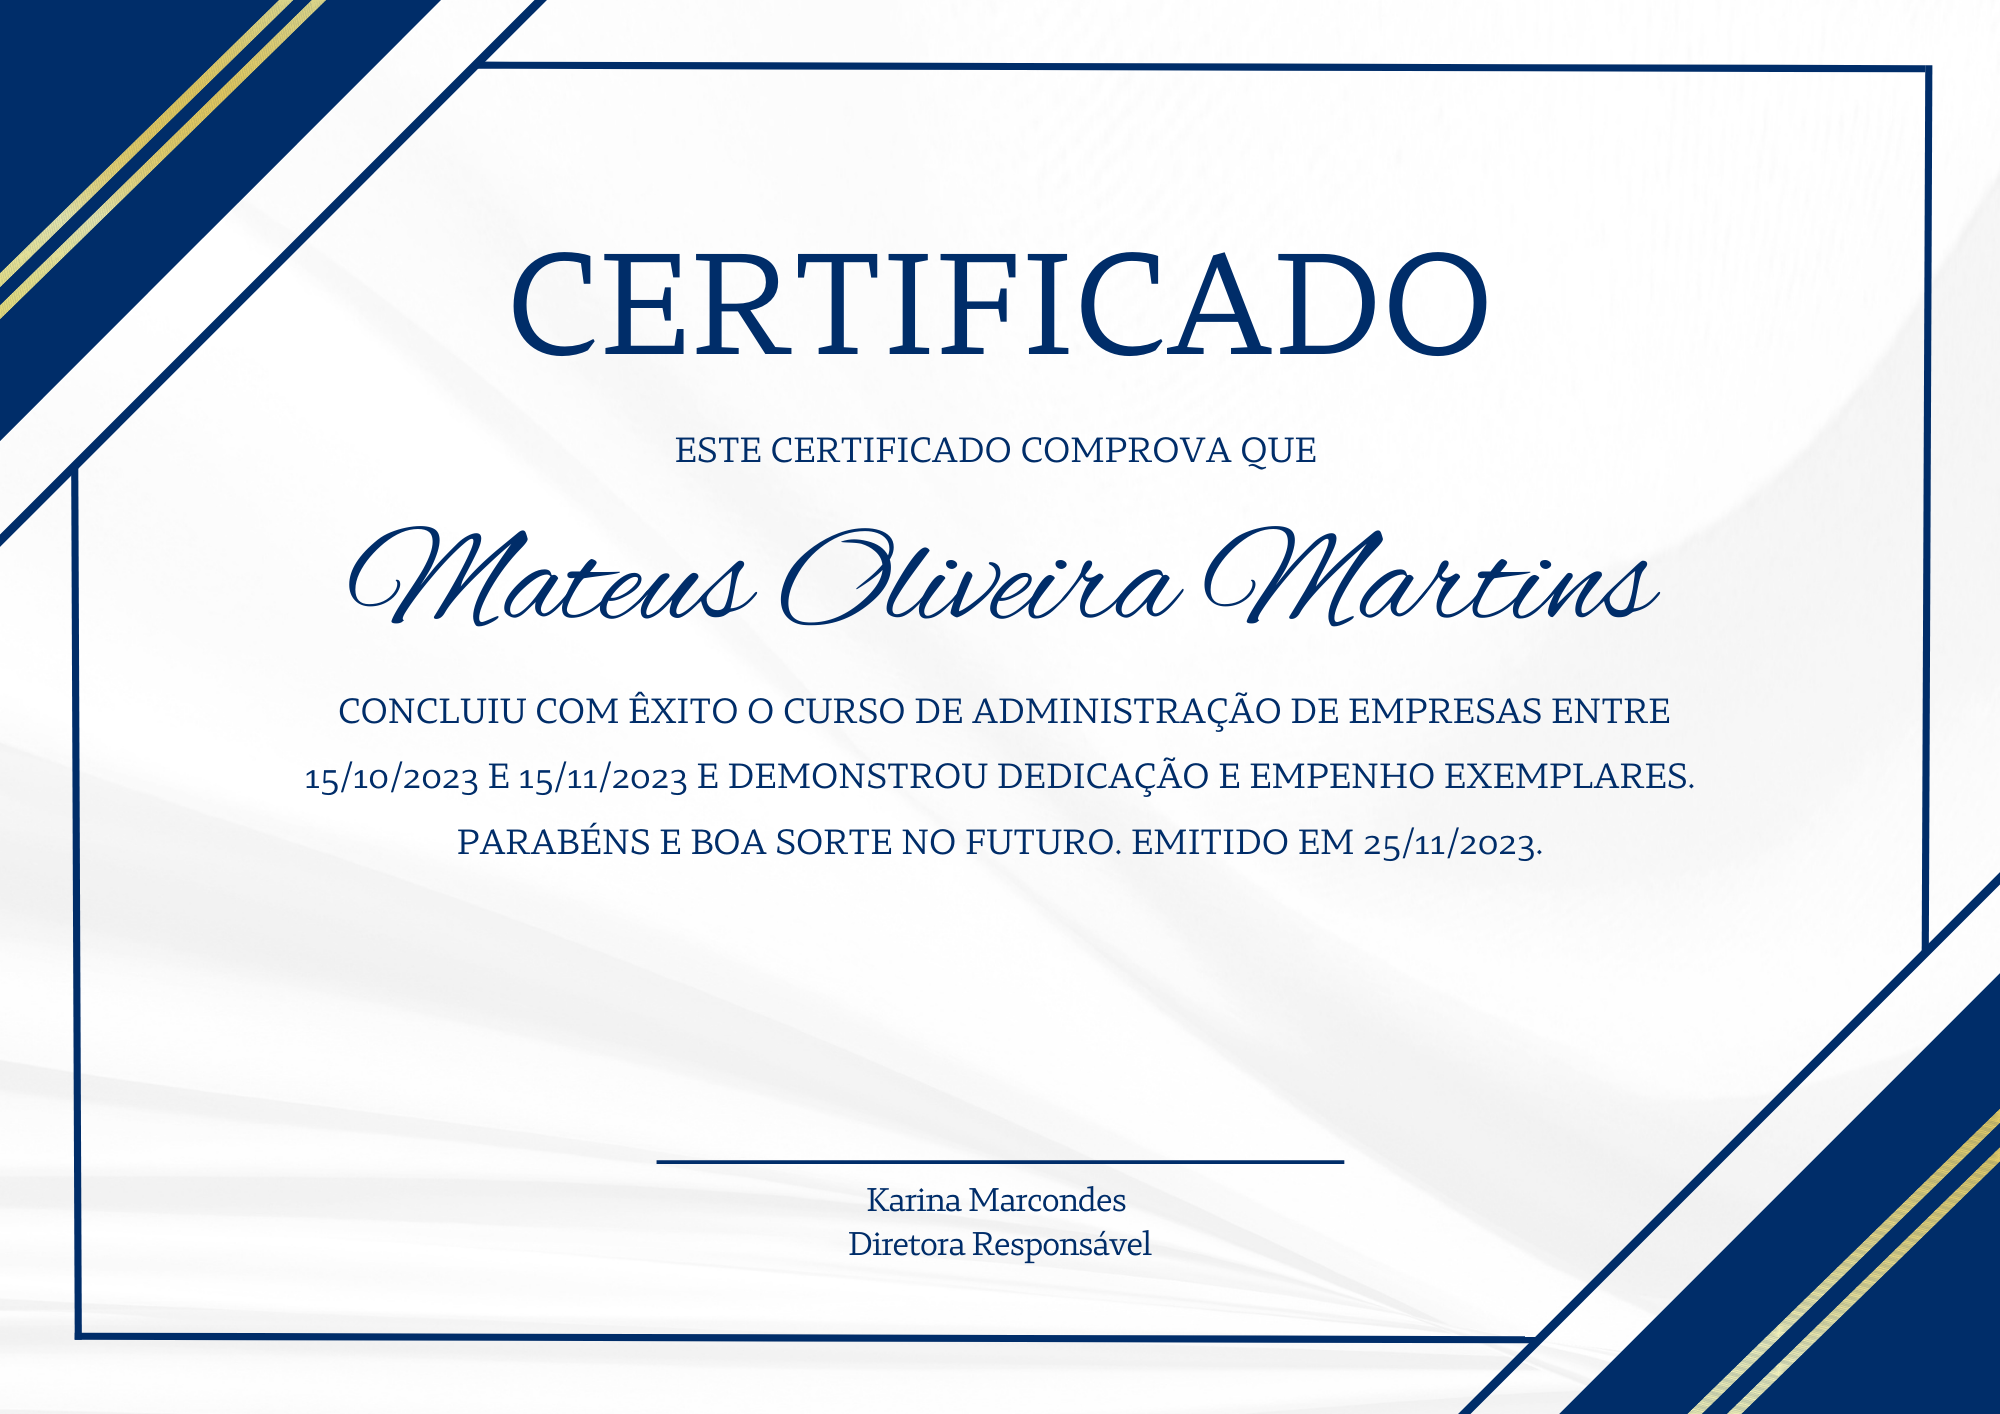 CERTIFICADO
ESTE CERTIFICADO COMPROVA QUE
Mateus Oliveira Martins
CONCLUIU COM ÊXITO O CURSO DE ADMINISTRAÇÃO DE EMPRESAS ENTRE
15/10/2023 E 15/11/2023 E DEMONSTROU DEDICAÇÃO E EMPENHO EXEMPLARES.
PARABÉNS E BOA SORTE NO FUTURO. EMITIDO EM 25/11/2023.
Karina Marcondes
Diretora Responsável